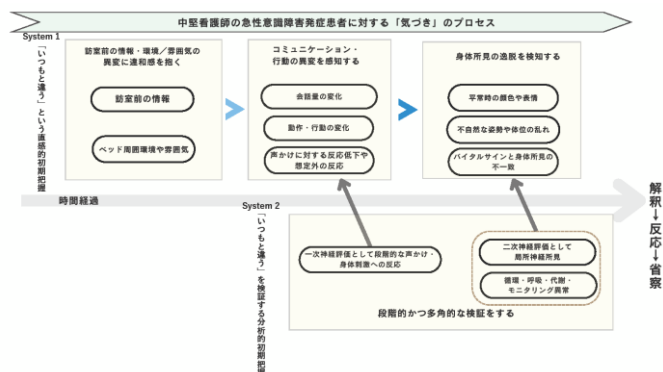 中堅看護師の急性意識障害発症患者に対する「気づき」のプロセス
System 1
「いつもと違う」という直感的初期把握
訪室前の情報・環境／雰囲気の
異変に違和感を抱く
訪室前の情報
ベッド周囲環境や雰囲気
コミュニケーション・
行動の異変を感知する
会話量の変化
動作・行動の変化
声かけに対する反応低下や
想定外の反応
身体所見の逸脱を検知する
平常時の顔色や表情
不自然な姿勢や体位の乱れ
バイタルサインと身体所見の
不一致
時間経過
解釈→反応→省察
System 2
「いつもと違う」を検証する分析的初期把握
一次神経評価として段階的な声かけ・
身体刺激への反応
二次神経評価として
局所神経所見
循環・呼吸・代謝・
モニタリング異常
段階的かつ多角的な検証をする